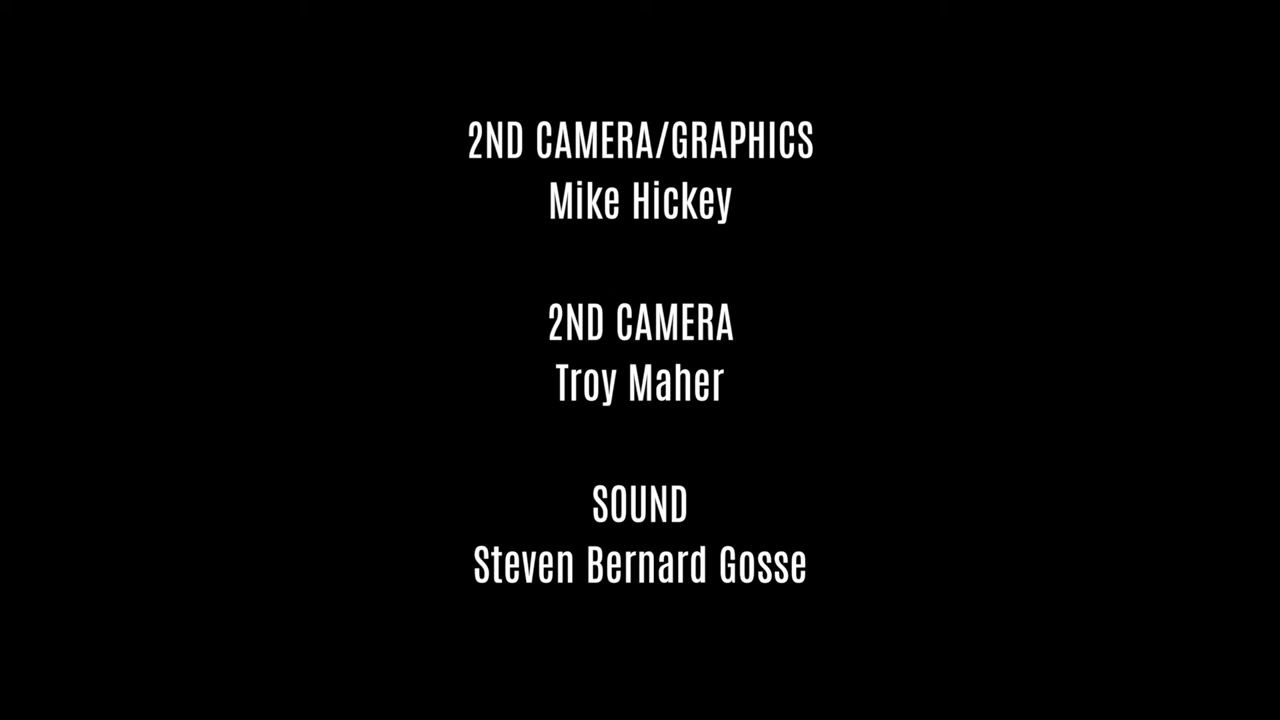 2ND CAMERA/GRAPHICS
Mike Hickey
2ND CAMERA
Troy Maher
SOUND
Steven Bernard Gosse